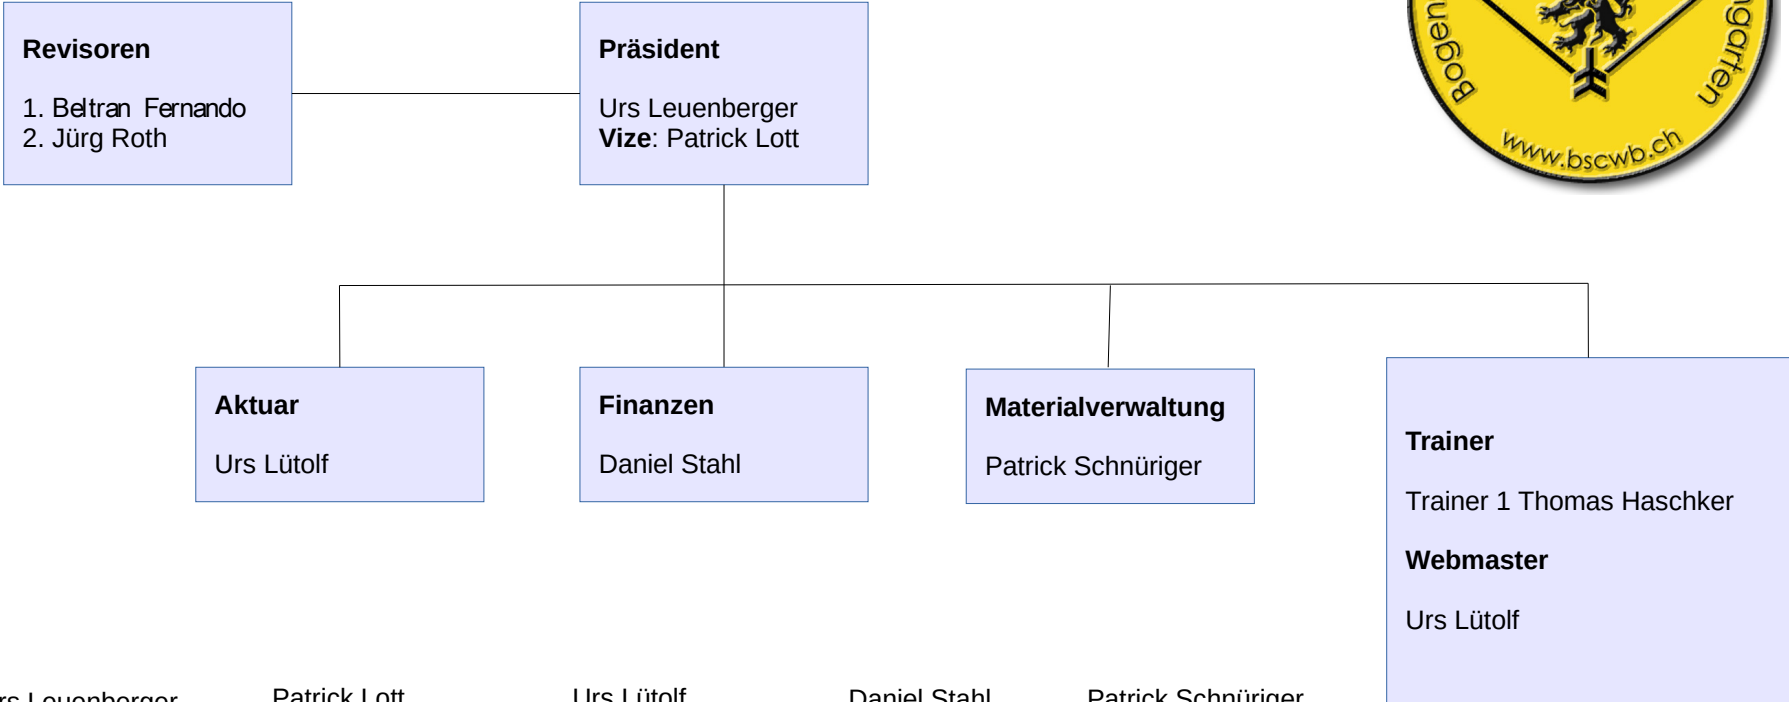 Revisoren
1. Beltran Fernando
2. Jürg Roth
Präsident
Urs Leuenberger
Vize: Patrick Lott
www.bscwb.ch
Aktuar
Urs Lütolf
Finanzen
Daniel Stahl
Materialverwaltung
Patrick Schnüriger
Trainer
Trainer 1 Thomas Haschker
Webmaster
Urs Lütolf
Leuenberger
Patrick Lott
Urs Lütolf
Daniel Stahl
Patrick Schnüriger